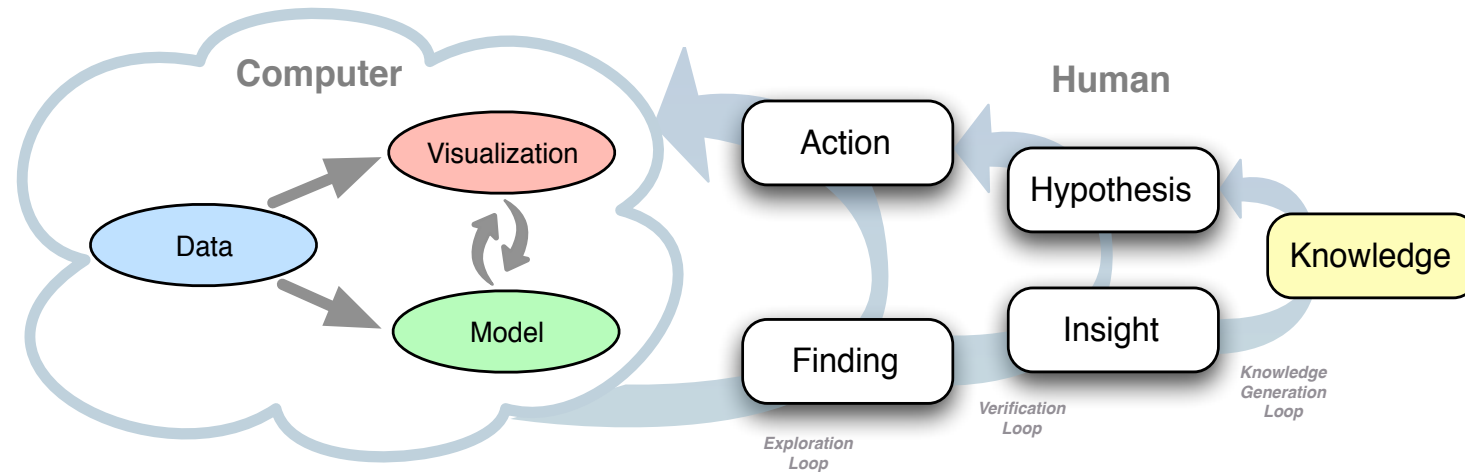 Computer
Human
Visualization
Data
Model
Action
Hypothesis
Knowledge
Finding
Insight
Exploration
Loop
Verification
Loop
Knowledge
Generation
Loop